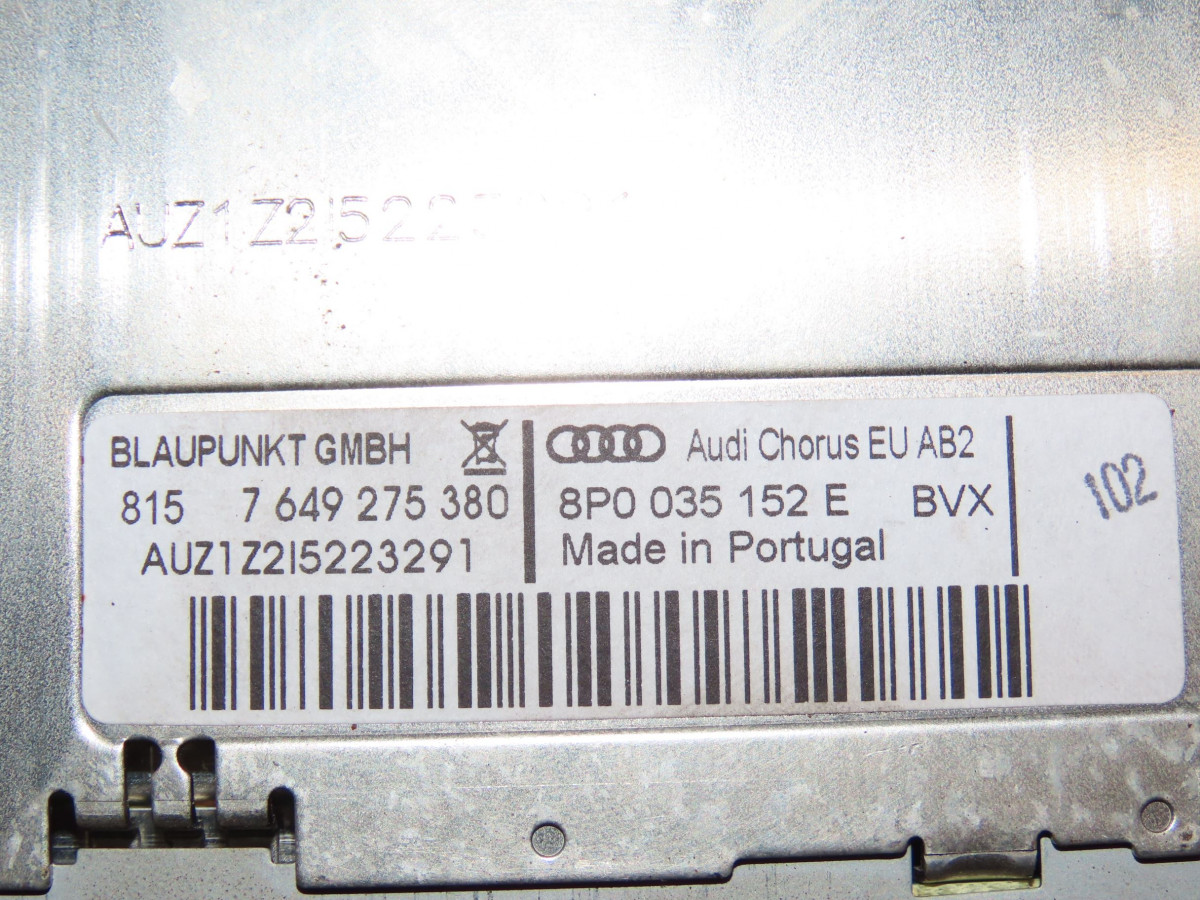 AUZ1Z2I5223291
BLAUPUNKT GMBH
815 7 649 275 380
AUZ1Z2I5223291
Audi Chorus EU AB2
8P0 035 152 E BVX
Made in Portugal
102